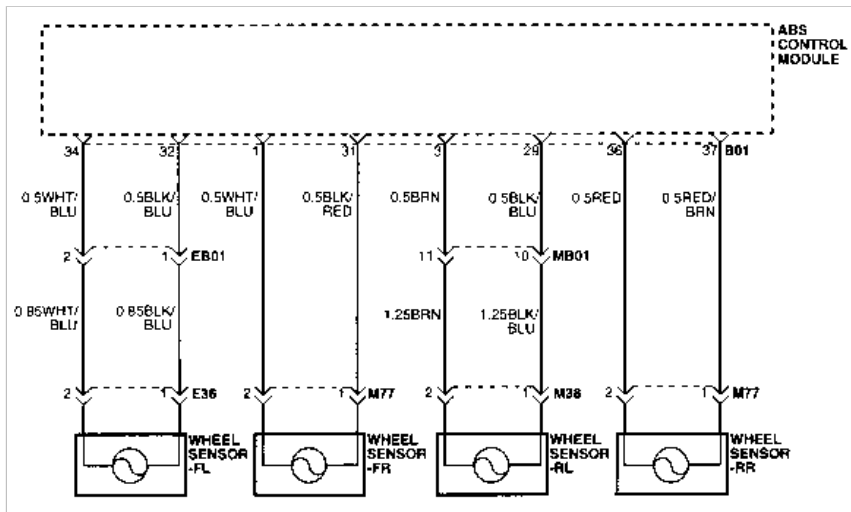 ABS
CONTROL
MODULE
34 32 1 31 3 29 36 37 B01
0.5WHT/
BLU
0.5BLK/
BLU
0.5WHT/
BLU
0.5BLK/
RED
0.5BRN
0.5BLK/
BLU
0.5RED
0.5RED/
BRN
2 1 EB01
11 10 MB01
0.85WHT/
BLU
0.85BLK/
BLU
1.25BRN
1.25BLK/
BLU
2 1 E36
2 1 M77
2 1 M38
2 1 M77
WHEEL
SENSOR
-FL
WHEEL
SENSOR
-FR
WHEEL
SENSOR
-RL
WHEEL
SENSOR
-RR